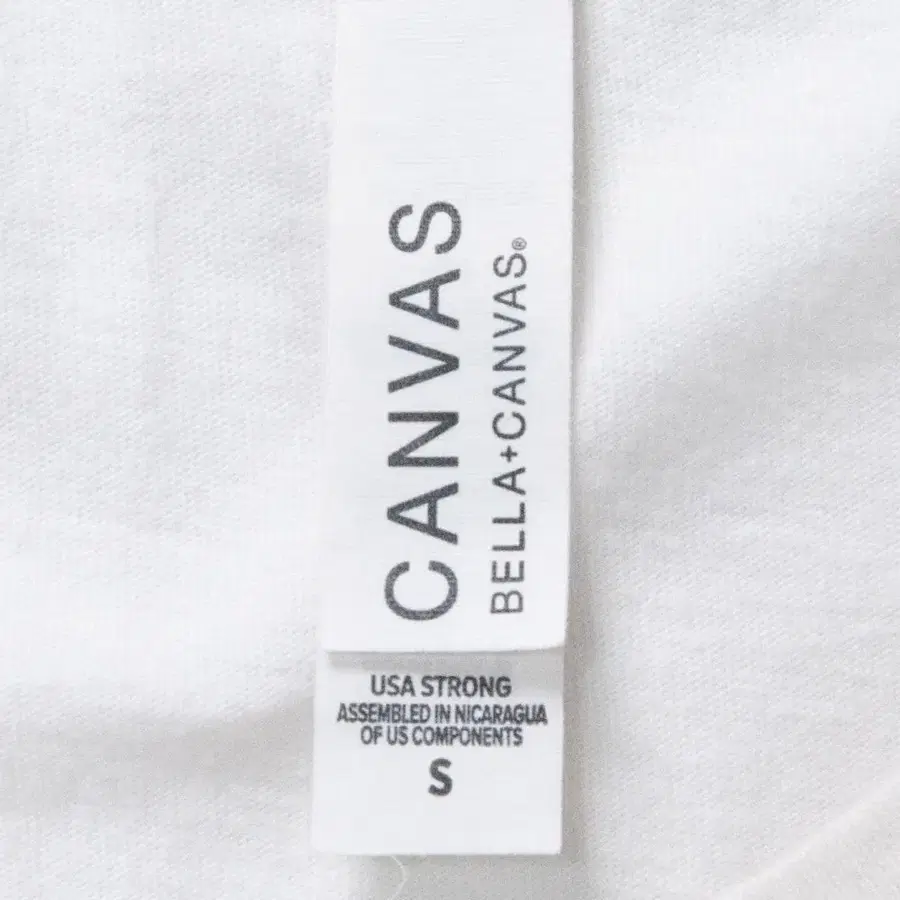 CANVAS
BELLA+CANVAS®
USA STRONG
ASSEMBLED IN NICARAGUA
OF US COMPONENTS
S